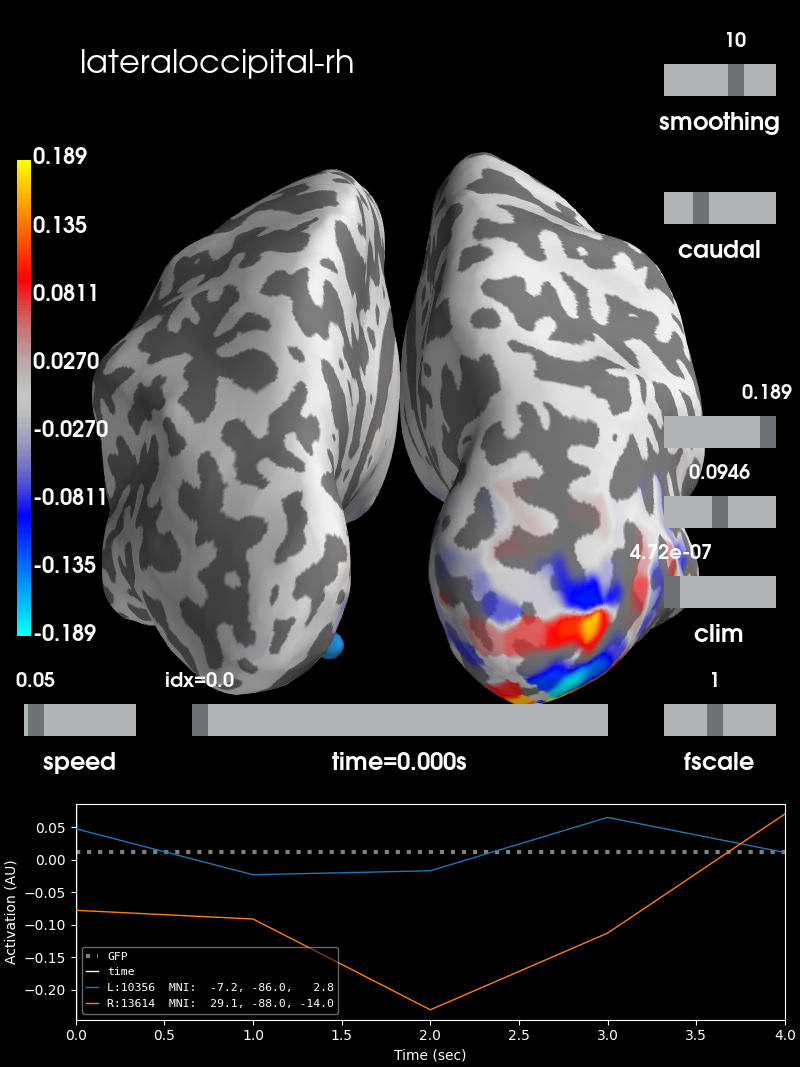 lateraloccipital-rh
10
smoothing
caudal
0.189
0.135
0.0811
0.0270
-0.0270
-0.0811
-0.135
-0.189
0.189
0.0946
4.72e-07
clim
0.05
speed
idx=0.0
time=0.000s
1
fscale
Activation (AU)
0.05
0.00
−0.05
−0.10
−0.15
−0.20
GFP
time
L:10356 MNI: -7.2, -86.0, 2.8
R:13614 MNI: 29.1, -88.0, -14.0
0.0 0.5 1.0 1.5 2.0 2.5 3.0 3.5 4.0
Time (sec)